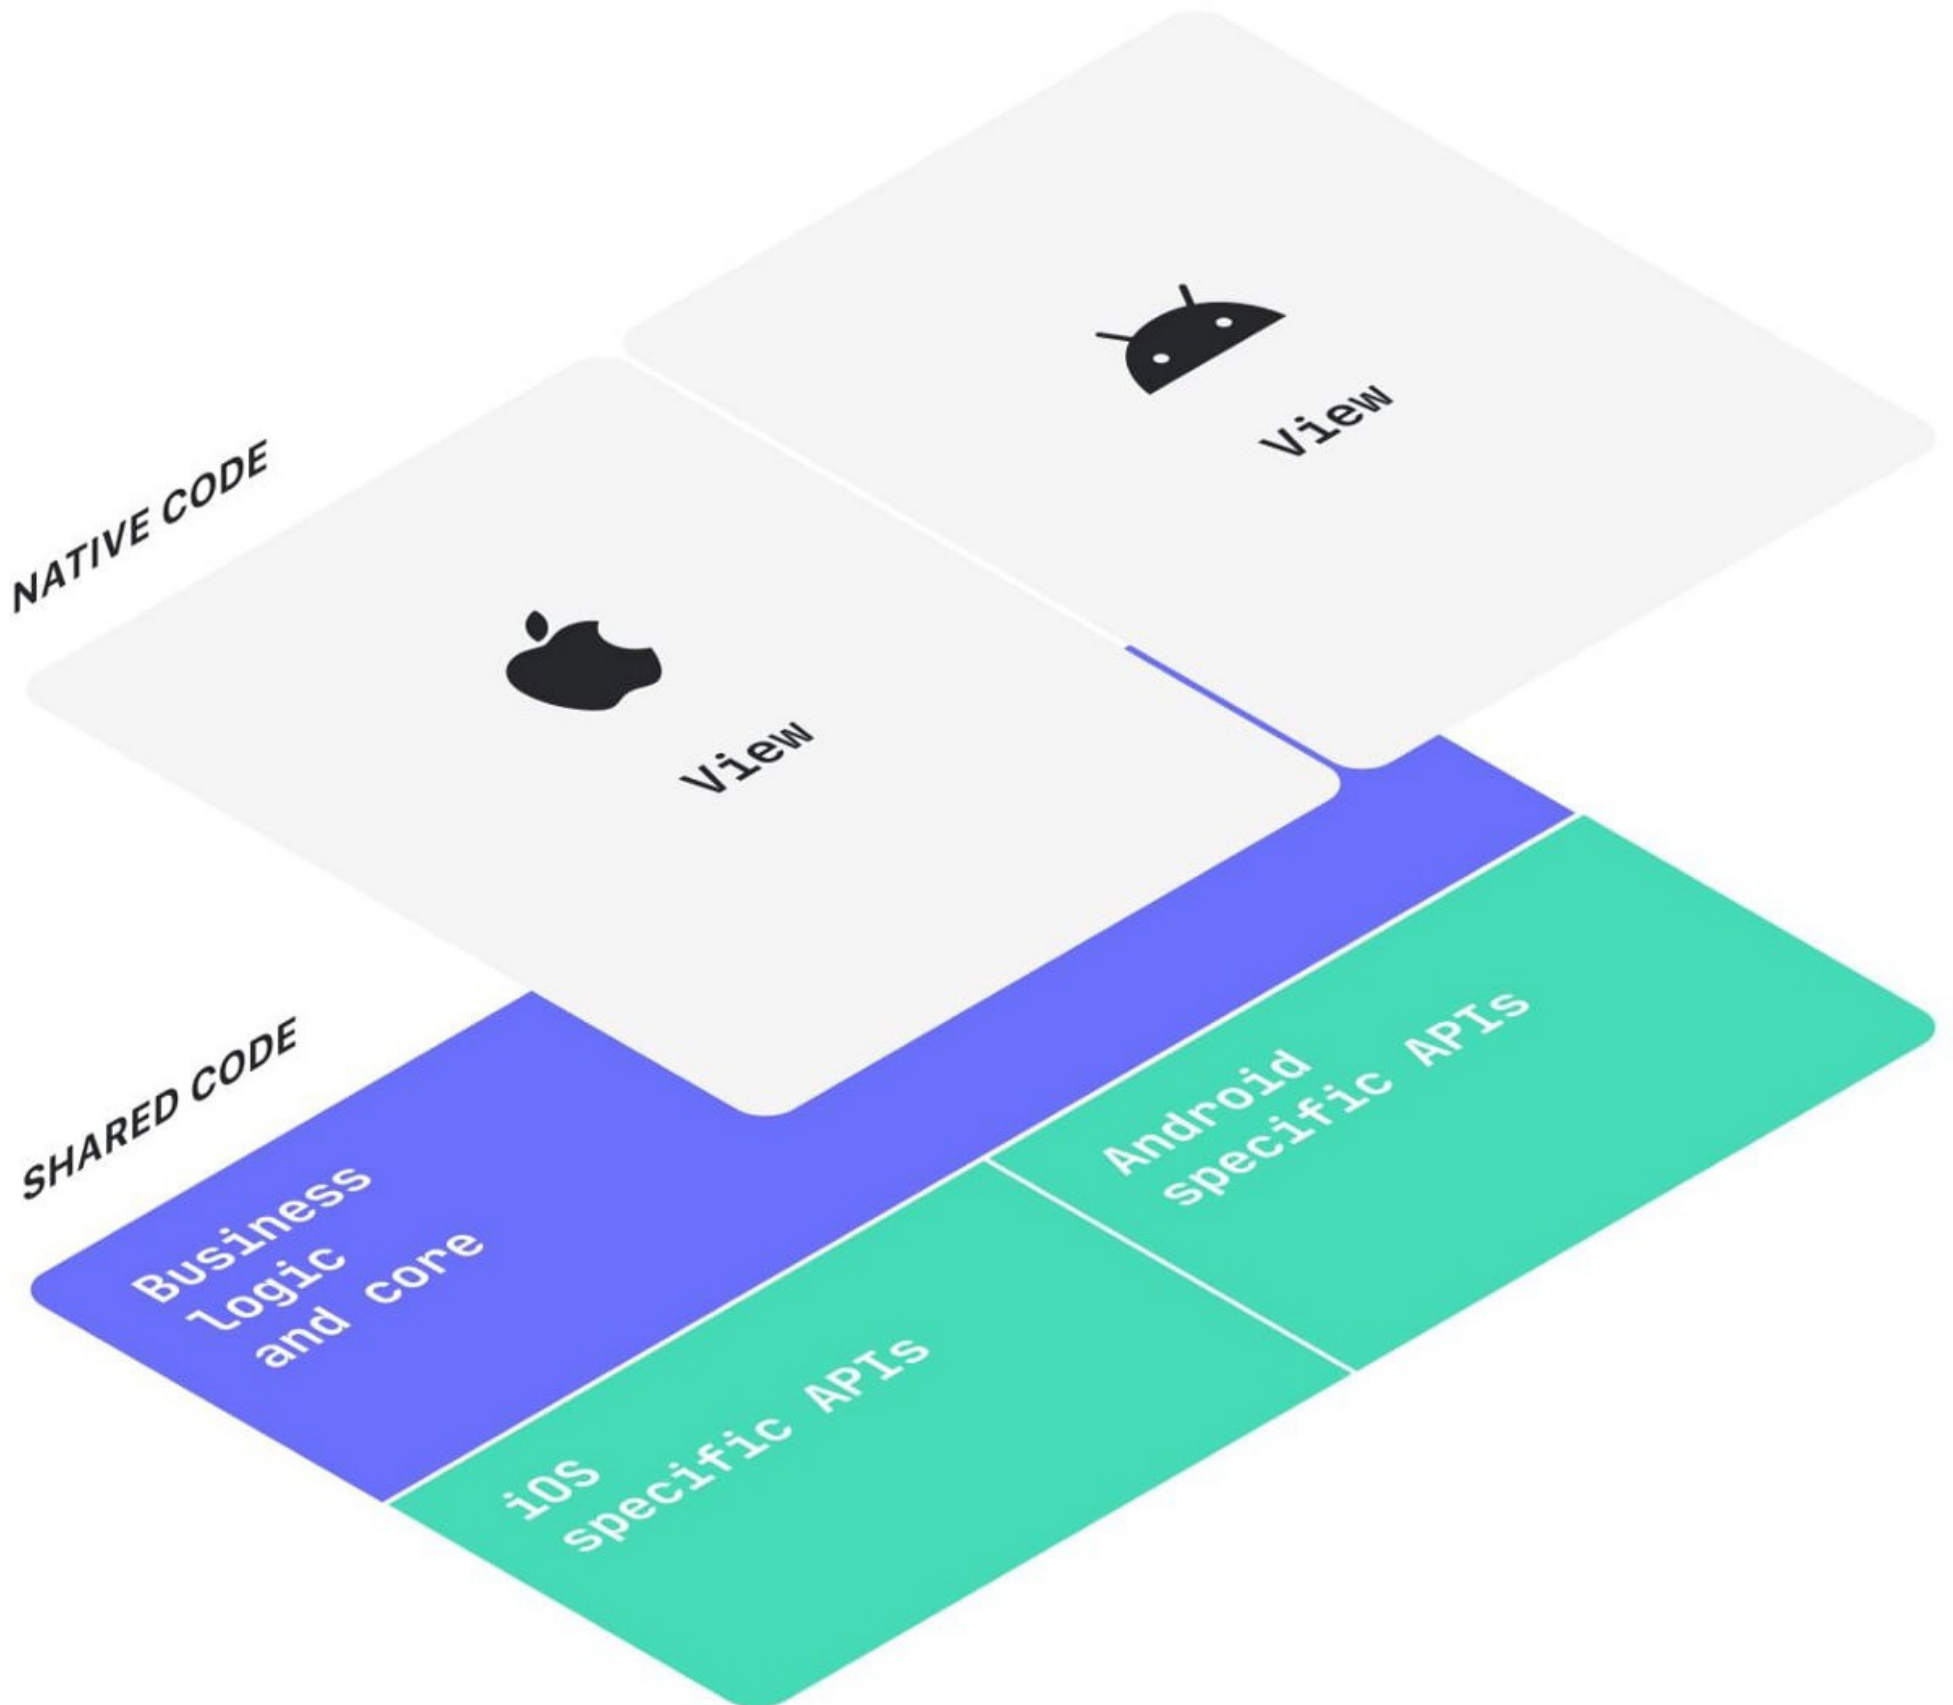 NATIVE CODE
View
View
SHARED CODE
Business
logic
and core
Android
specific APIs
iOS
specific APIs